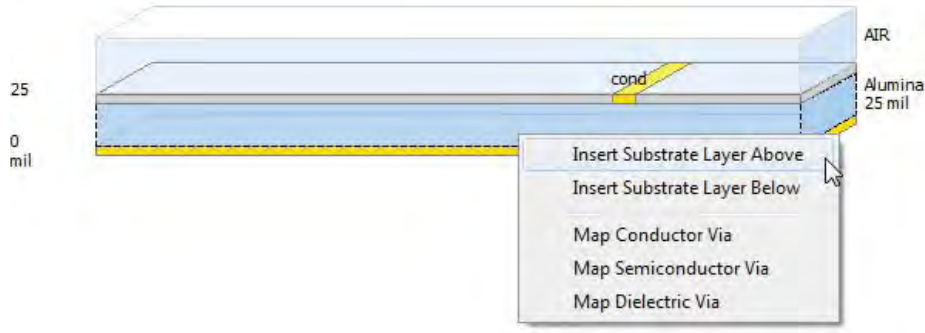 AIR
cond
25
Alumina
25 mil
0
mil
Insert Substrate Layer Above
Insert Substrate Layer Below
Map Conductor Via
Map Semiconductor Via
Map Dielectric Via